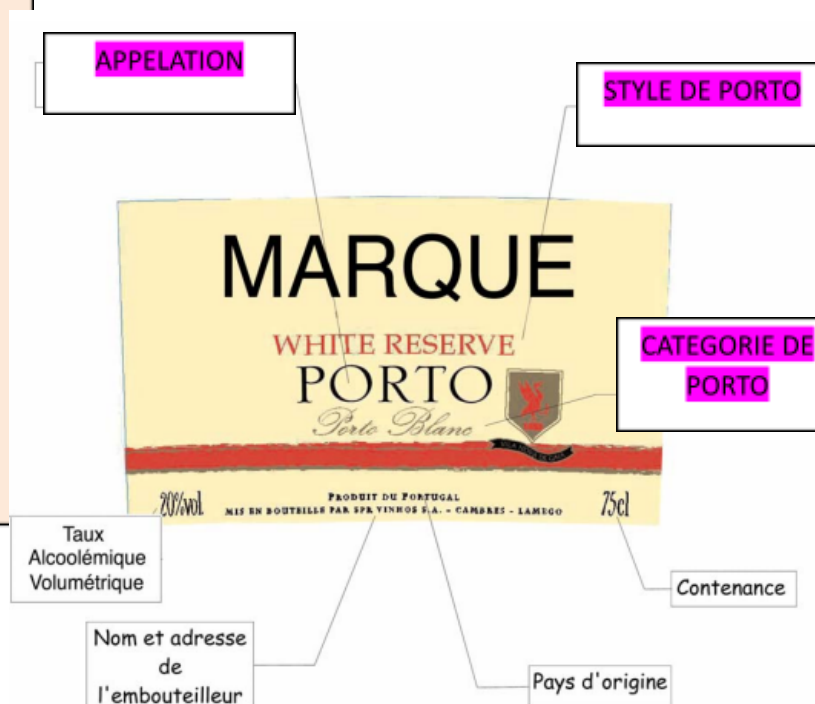 APPELATION
STYLE DE PORTO
MARQUE
WHITE RESERVE
PORTO
Porto Blanc
CATEGORIE DE
PORTO
20%vol.
PRODUIT DU PORTUGAL
MIS EN BOUTEILLE PAR SPR VINHOS S.A. - CAMBRES - LAMEGO
75cl
Taux
Alcoolémique
Volumétrique
Contenance
Nom et adresse
de
l'embouteilleur
Pays d'origine